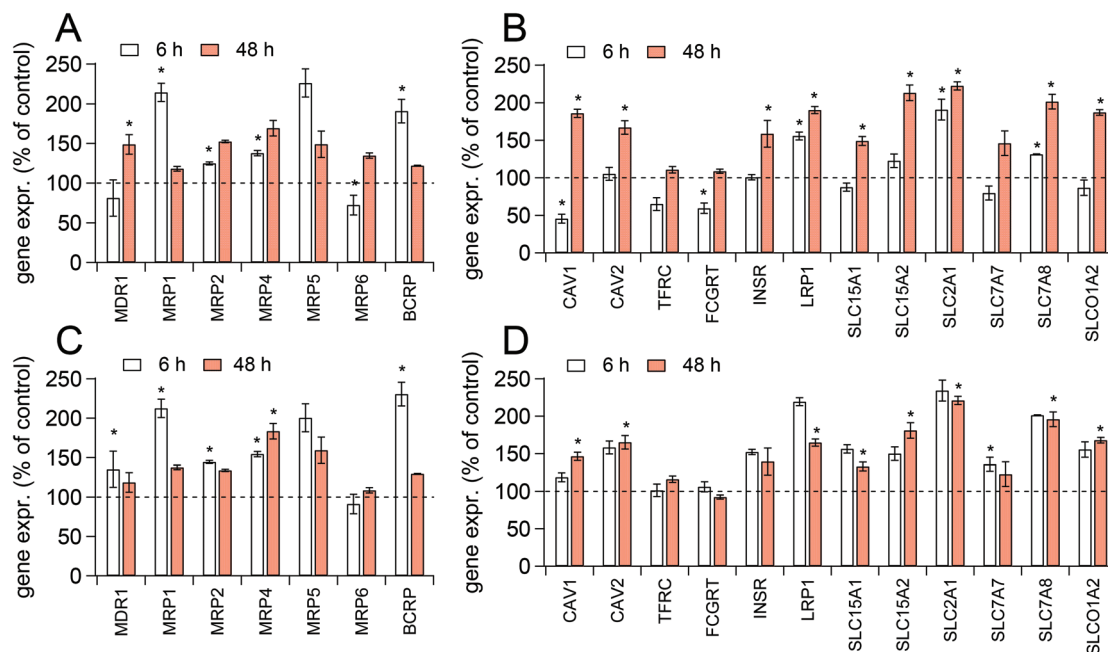 A
6 h 48 h
gene expr. (% of control)
250
200
150
100
50
0
* * * * * *
MDR1 MRP1 MRP2 MRP4 MRP5 MRP6 BCRP
B
6 h 48 h
gene expr. (% of control)
250
200
150
100
50
0
* * * * * * * * * * * * * *
CAV1 CAV2 TFRC FCGRT INSR LRP1 SLC15A1 SLC15A2 SLC2A1 SLC7A7 SLC7A8 SLCO1A2
C
6 h 48 h
gene expr. (% of control)
250
200
150
100
50
0
* * * * * *
MDR1 MRP1 MRP2 MRP4 MRP5 MRP6 BCRP
D
6 h 48 h
gene expr. (% of control)
250
200
150
100
50
0
* * * * * * * * *
CAV1 CAV2 TFRC FCGRT INSR LRP1 SLC15A1 SLC15A2 SLC2A1 SLC7A7 SLC7A8 SLCO1A2